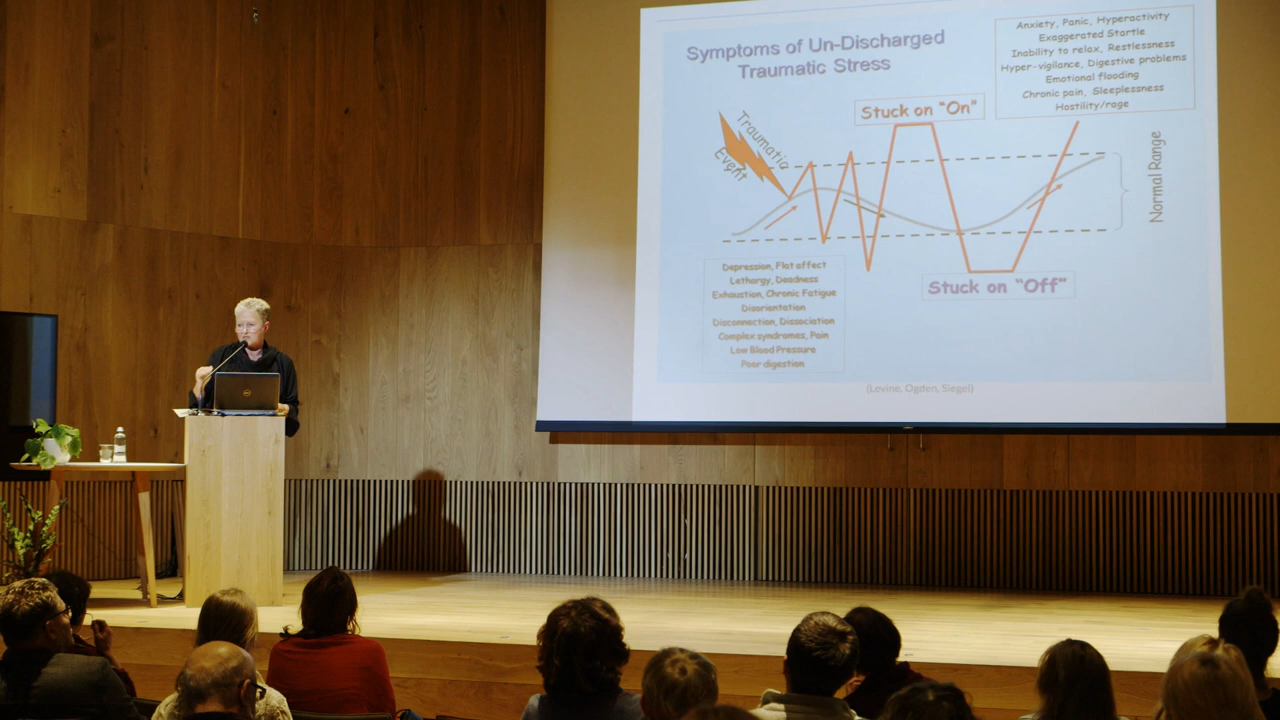 Symptoms of Un-Discharged
Traumatic Stress
Anxiety, Panic, Hyperactivity
Exaggerated Startle
Inability to relax, Restlessness
Hyper-vigilance, Digestive problems
Emotional flooding
Chronic pain, Sleeplessness
Hostility/rage
Stuck on "On"
Traumatic
Event
Normal Range
Depression, Flat affect
Lethargy, Deadness
Exhaustion, Chronic Fatigue
Disorientation
Disconnection, Dissociation
Complex syndromes, Pain
Low Blood Pressure
Poor digestion
Stuck on "Off"
(Levine, Ogden, Siegel)
DELL